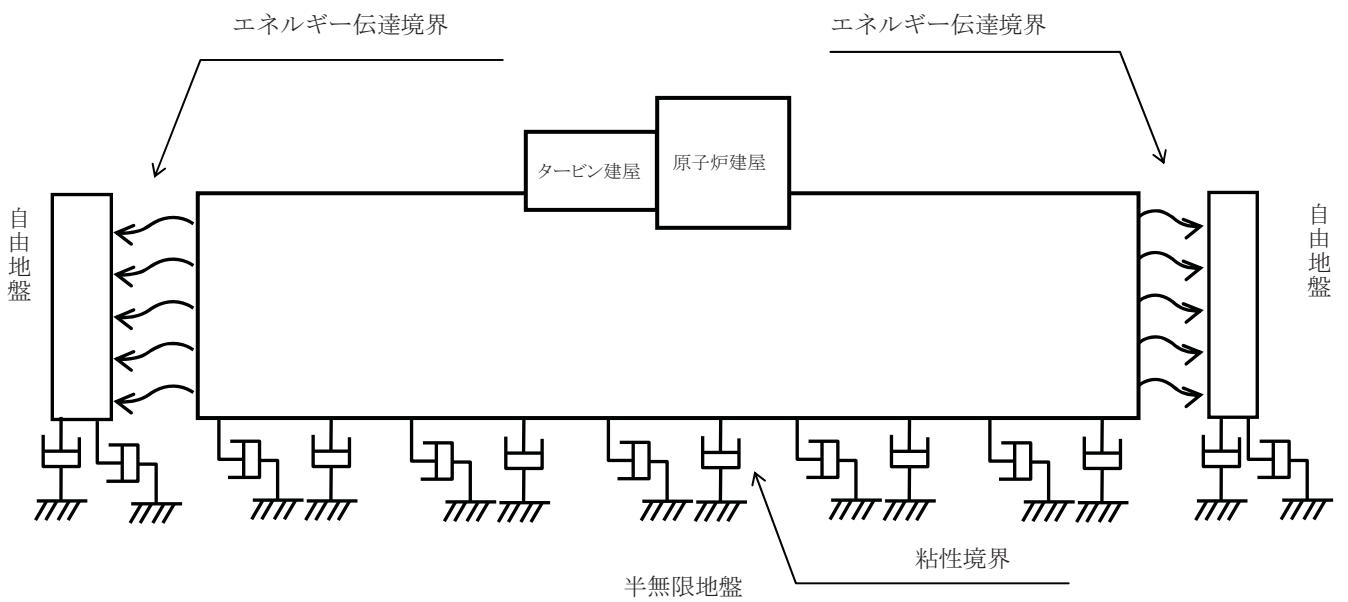 エネルギー伝達境界
エネルギー伝達境界
タービン建屋
原子炉建屋
自由地盤
自由地盤
粘性境界
半無限地盤